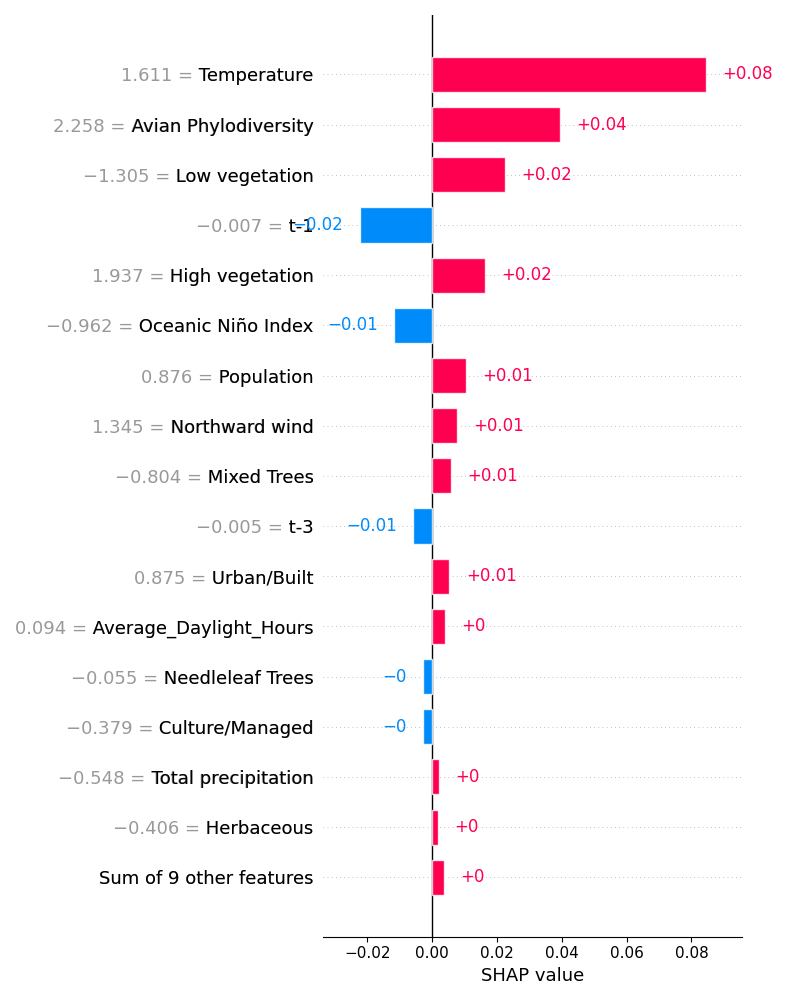 1.611 = Temperature +0.08
2.258 = Avian Phylodiversity +0.04
−1.305 = Low vegetation +0.02
−0.007 = t-1 −0.02
1.937 = High vegetation +0.02
−0.962 = Oceanic Niño Index −0.01
0.876 = Population +0.01
1.345 = Northward wind +0.01
−0.804 = Mixed Trees +0.01
−0.005 = t-3 −0.01
0.875 = Urban/Built +0.01
0.094 = Average_Daylight_Hours +0
−0.055 = Needleleaf Trees −0
−0.379 = Culture/Managed −0
−0.548 = Total precipitation +0
−0.406 = Herbaceous +0
Sum of 9 other features +0
−0.02 0.00 0.02 0.04 0.06 0.08
SHAP value